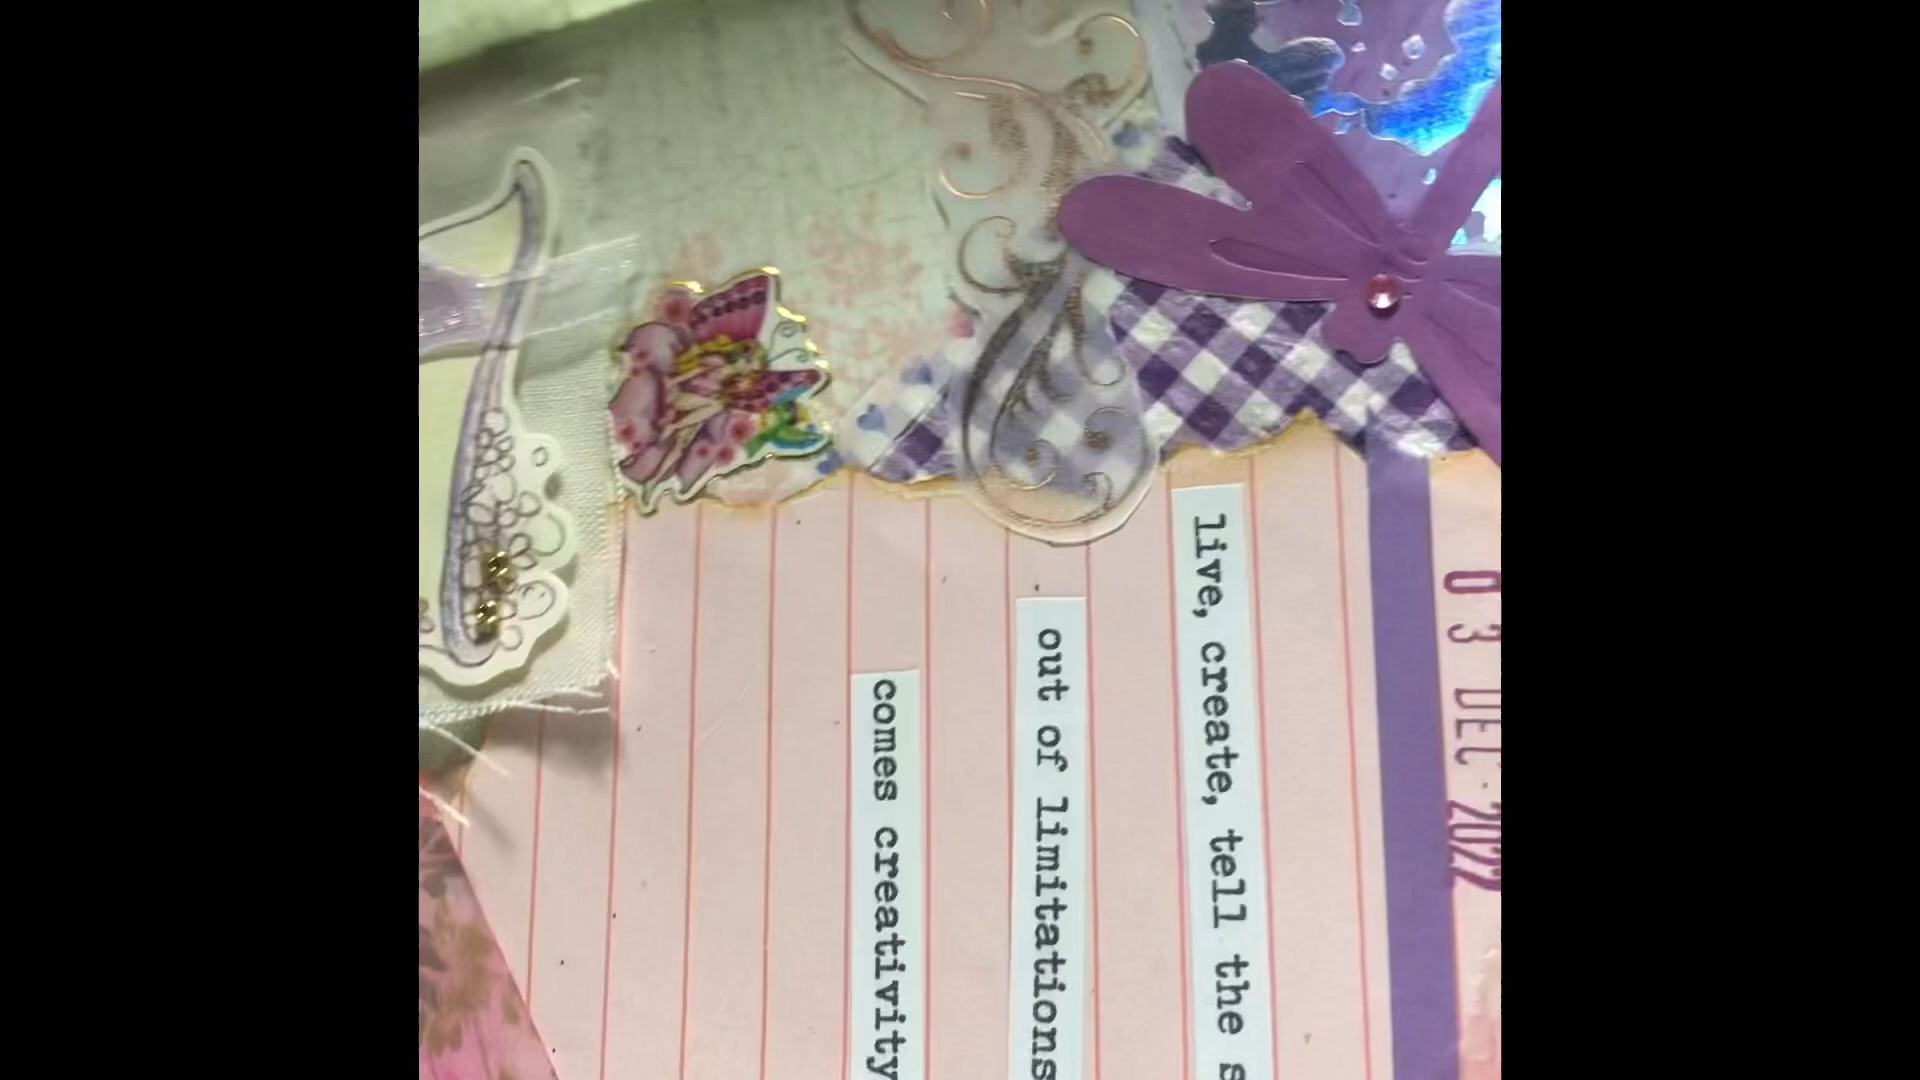 03 DEC 2022
live, create, tell the s
out of limitations
comes creativity